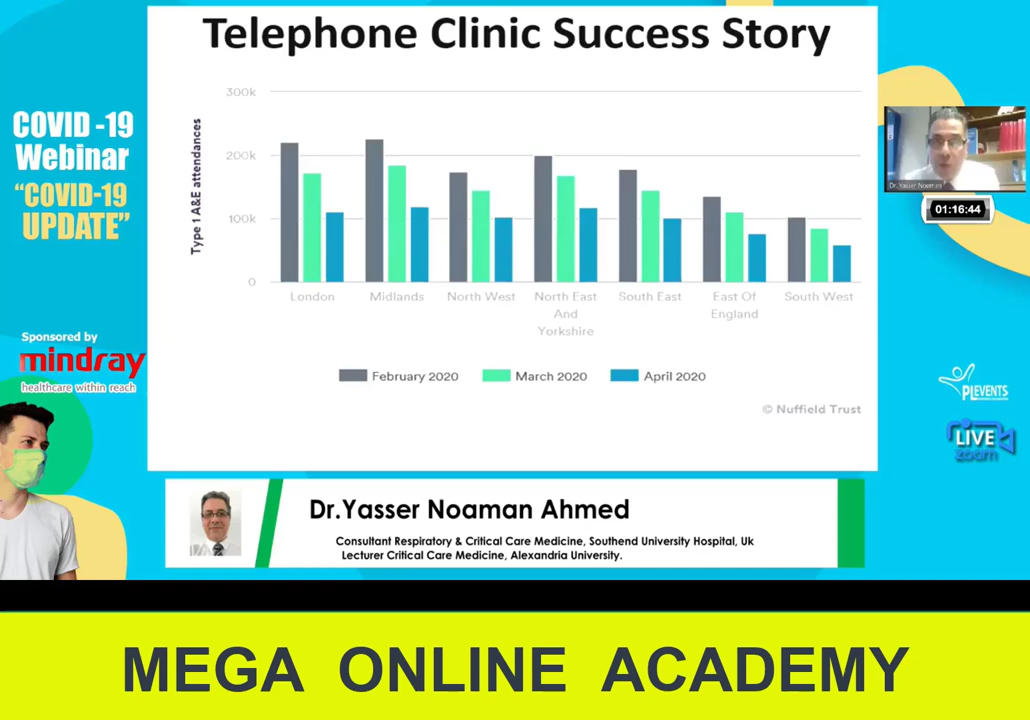 Telephone Clinic Success Story
COVID -19
Webinar
“COVID-19
UPDATE”
Sponsored by
mindray
healthcare within reach
Type 1 A&E attendances
300k
200k
100k
0
London
Midlands
North West
North East
And
Yorkshire
South East
East Of
England
South West
February 2020
March 2020
April 2020
© Nuffield Trust
Dr. Yasser Noaman
01:16:44
PLEVENTS
LIVE
zoom
Dr.Yasser Noaman Ahmed
Consultant Respiratory & Critical Care Medicine, Southend University Hospital, Uk
Lecturer Critical Care Medicine, Alexandria University.
MEGA ONLINE ACADEMY